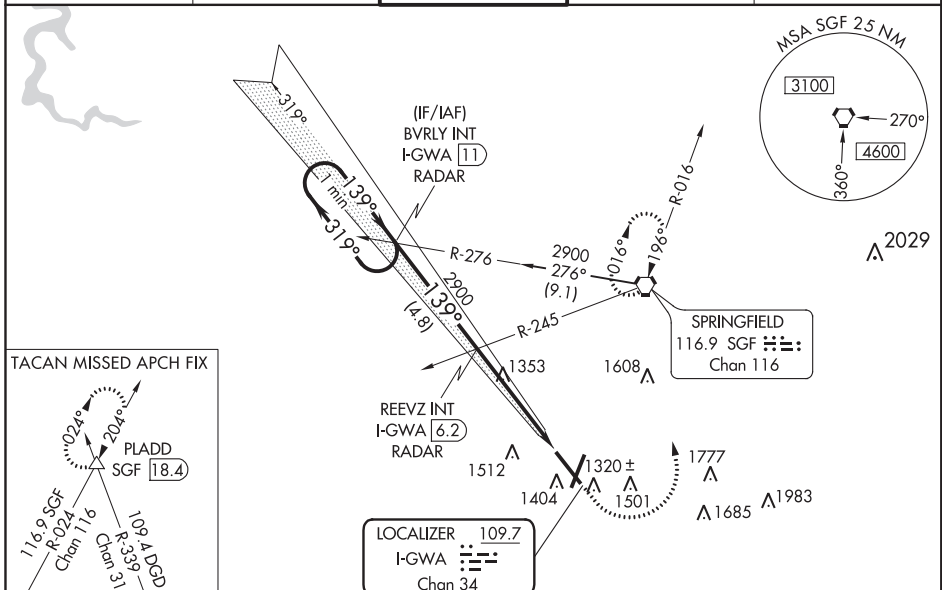 MSA SGF 25 NM
3100
270°
4600
360°
2029
319°
(IF/IAF)
BVRLY INT
I-GWA 11
RADAR
1 min
139°
319°
R-276
2900
276°
(9.1)
016°
196°
R-016
2900
139°
(4.8)
R-245
SPRINGFIELD
116.9 SGF
Chan 116
1353
1608
REEVZ INT
I-GWA 6.2
RADAR
1512
1404
1320 ±
1501
1777
1685
1983
LOCALIZER 109.7
I-GWA
Chan 34
TACAN MISSED APCH FIX
024°
204°
PLADD
SGF 18.4
116.9 SGF
R-024
Chan 116
109.4 DGD
R-339
Chan 31